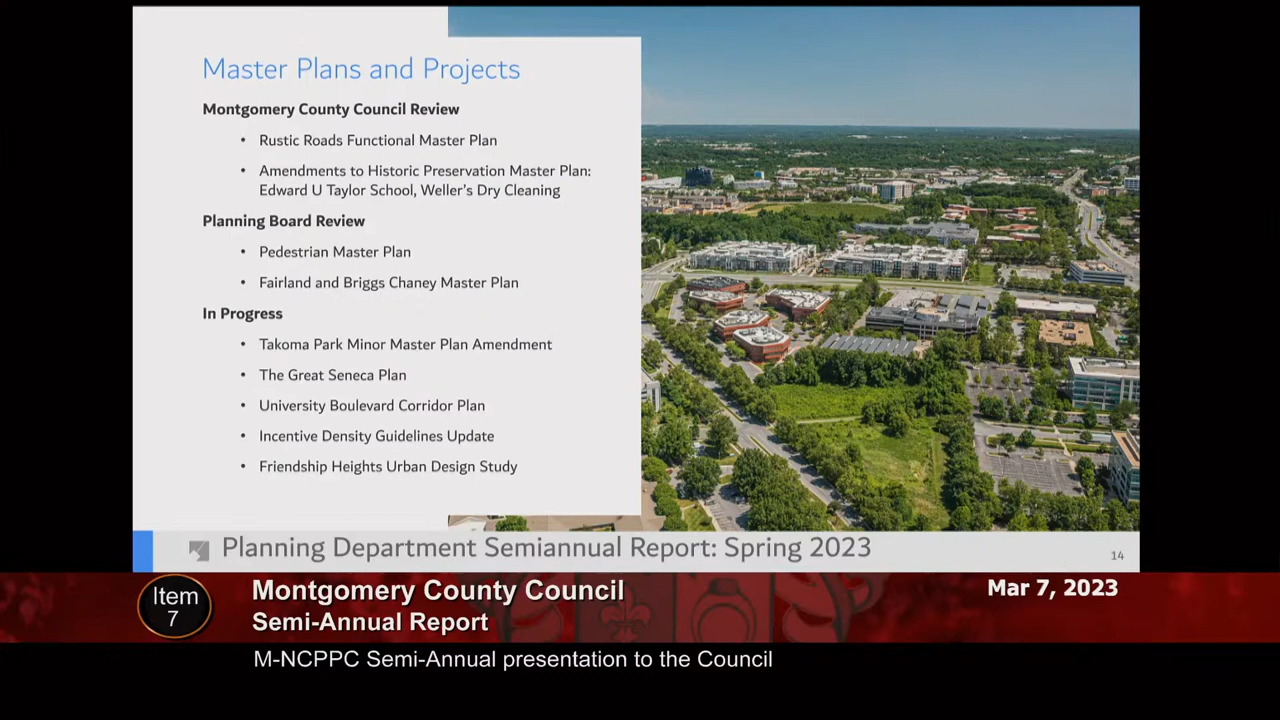 Master Plans and Projects
Montgomery County Council Review
• Rustic Roads Functional Master Plan
• Amendments to Historic Preservation Master Plan:
Edward U Taylor School, Weller's Dry Cleaning
Planning Board Review
• Pedestrian Master Plan
• Fairland and Briggs Chaney Master Plan
In Progress
• Takoma Park Minor Master Plan Amendment
• The Great Seneca Plan
• University Boulevard Corridor Plan
• Incentive Density Guidelines Update
• Friendship Heights Urban Design Study
Planning Department Semiannual Report: Spring 2023
14
Item
7
Montgomery County Council
Semi-Annual Report
Mar 7, 2023
M-NCPPC Semi-Annual presentation to the Council